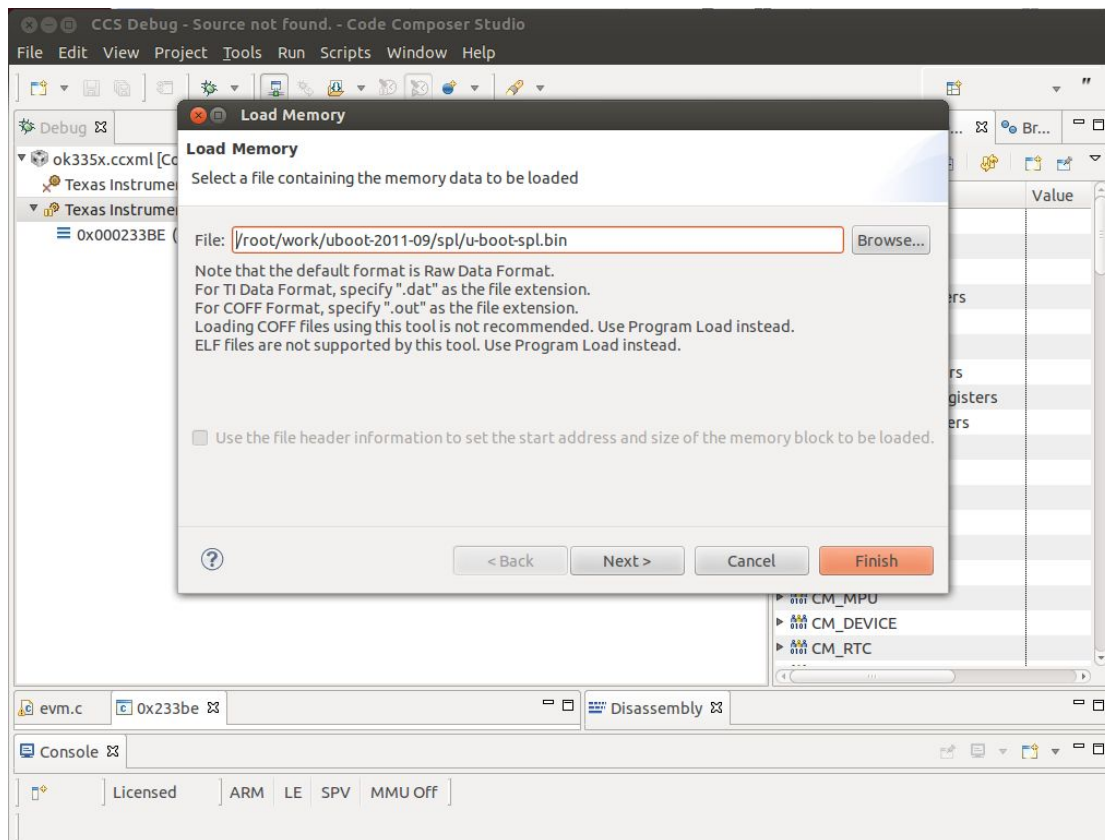 CCS Debug - Source not found. - Code Composer Studio
File Edit View Project Tools Run Scripts Window Help
"
Debug
Load Memory
... Br...
ok335x.ccxml [Co
Load Memory
Texas Instrume
Select a file containing the memory data to be loaded
Value
Texas Instrume
0x000233BE (
File: /root/work/uboot-2011-09/spl/u-boot-spl.bin Browse...
Note that the default format is Raw Data Format.
For TI Data Format, specify ".dat" as the file extension.
For COFF Format, specify ".out" as the file extension.
Loading COFF files using this tool is not recommended. Use Program Load instead.
ELF files are not supported by this tool. Use Program Load instead.
ers
rs
gisters
ers
Use the file header information to set the start address and size of the memory block to be loaded.
? < Back Next > Cancel Finish
CM_MPU
CM_DEVICE
CM_RTC
evm.c 0x233be Disassembly
Console
Licensed ARM LE SPV MMU Off